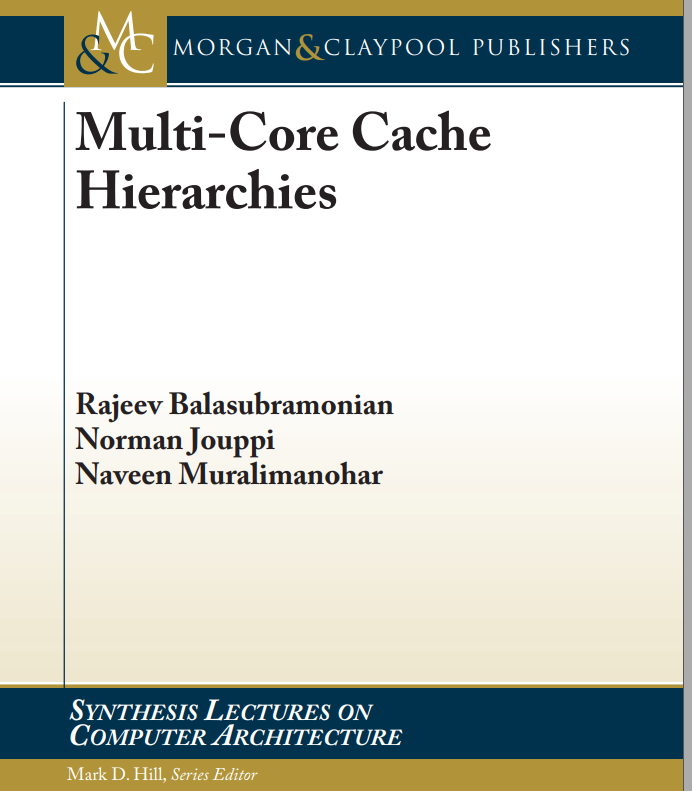 M&C MORGAN&CLAYPOOL PUBLISHERS
Multi-Core Cache
Hierarchies
Rajeev Balasubramonian
Norman Jouppi
Naveen Muralimanohar
SYNTHESIS LECTURES ON
COMPUTER ARCHITECTURE
Mark D. Hill, Series Editor